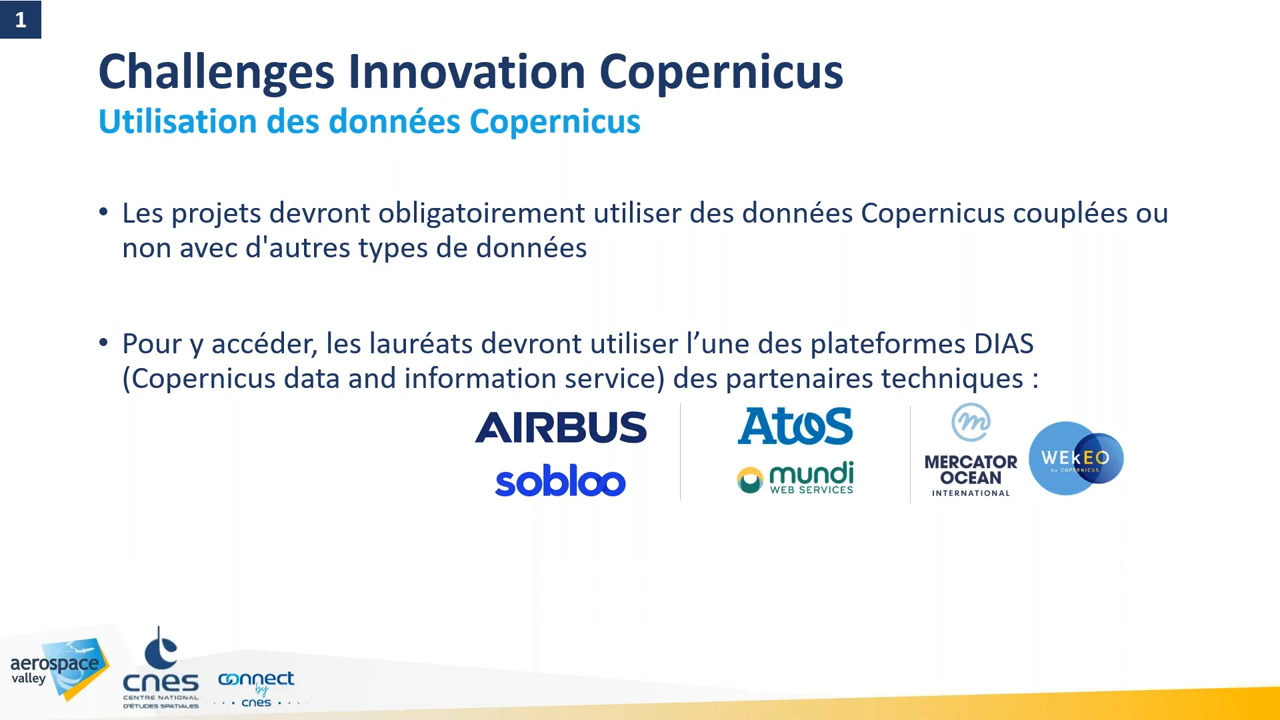 1
Challenges Innovation Copernicus
Utilisation des données Copernicus
• Les projets devront obligatoirement utiliser des données Copernicus couplées ou
non avec d'autres types de données
• Pour y accéder, les lauréats devront utiliser l’une des plateformes DIAS
(Copernicus data and information service) des partenaires techniques :
AIRBUS
sobloo
Atos
mundi
WEB SERVICES
MERCATOR
OCEAN
INTERNATIONAL
WEkEO
by COPERNICUS
aerospace
valley
cnes
CENTRE NATIONAL
D'ÉTUDES SPATIALES
connect
by
cnes